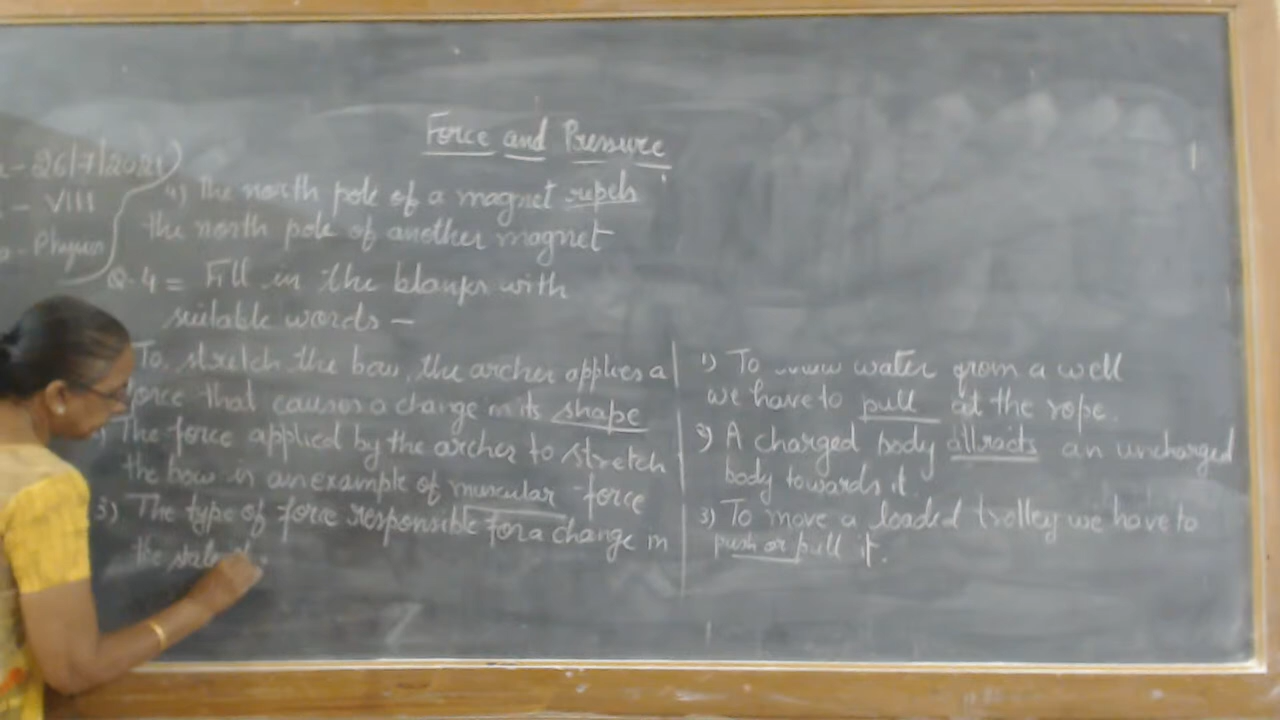 Force and Pressure
26/7/2021
- VIII
4) The north pole of a magnet repels
the north pole of another magnet
Q.4 = Fill in the blanks with
suitable words -
To stretch the bow, the archer applies a
force that causes a change in its shape
The force applied by the archer to stretch
the bow is an example of muscular force
3) The type of force responsible for a change in
the state
1) To water from a well
we have to pull at the rope.
2) A charged body attracts an uncharged
body towards it.
3) To move a loaded trolley we have to
push or pull it.